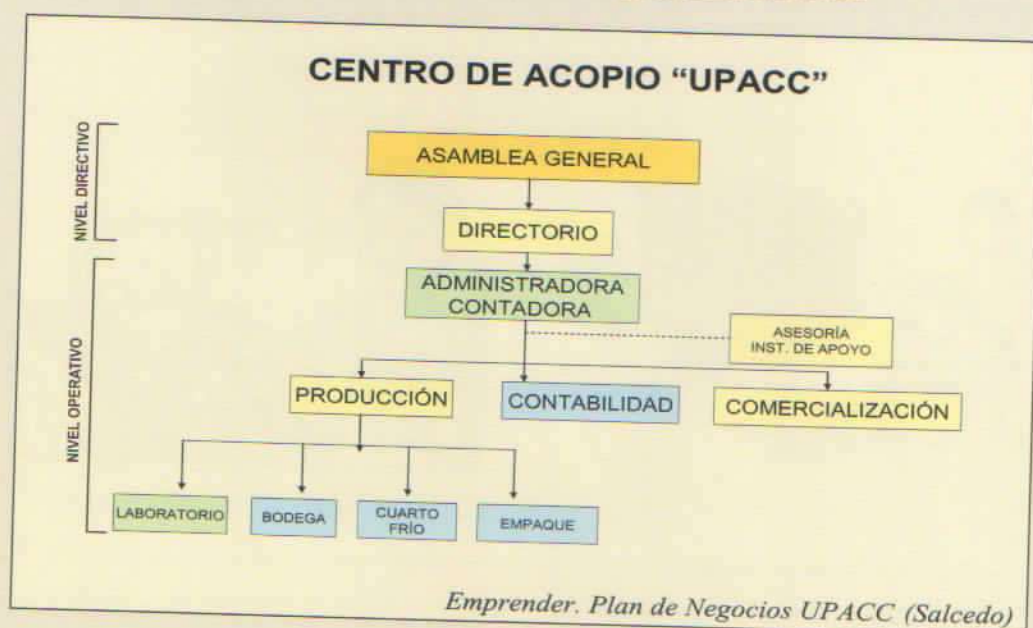 CENTRO DE ACOPIO “UPACC”
NIVEL DIRECTIVO
ASAMBLEA GENERAL
DIRECTORIO
NIVEL OPERATIVO
ADMINISTRADORA
CONTADORA
ASESORÍA
INST. DE APOYO
PRODUCCIÓN
CONTABILIDAD
COMERCIALIZACIÓN
LABORATORIO
BODEGA
CUARTO
FRÍO
EMPAQUE
Emprender. Plan de Negocios UPACC (Salcedo)